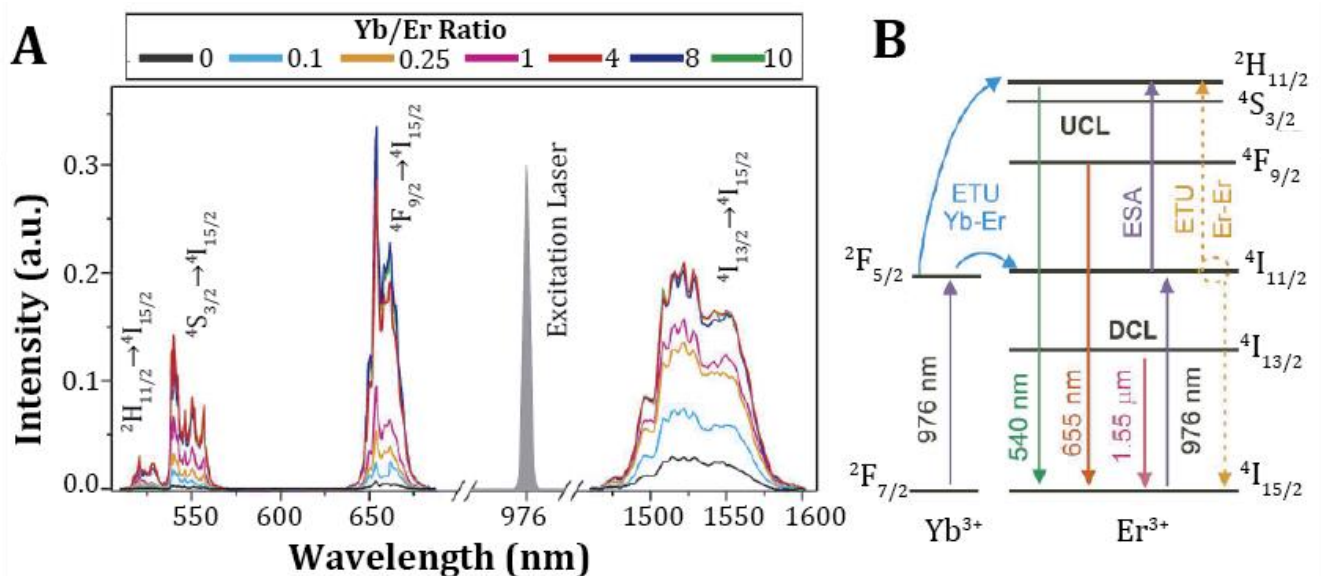 A
Yb/Er Ratio
0 0.1 0.25 1 4 8 10
Intensity (a.u.)
0.3
0.2
0.1
0.0
²H₁₁/₂→⁴I₁₅/₂
⁴S₃/₂→⁴I₁₅/₂
⁴F₉/₂→⁴I₁₅/₂
Excitation Laser
⁴I₁₃/₂→⁴I₁₅/₂
550 600 650 976 1500 1550 1600
Wavelength (nm)
B
²H₁₁/₂
⁴S₃/₂
UCL
⁴F₉/₂
ETU
Yb-Er
ESA
ETU
Er-Er
²F₅/₂
⁴I₁₁/₂
DCL
⁴I₁₃/₂
976 nm
540 nm
655 nm
1.55 µm
976 nm
²F₇/₂
⁴I₁₅/₂
Yb³⁺
Er³⁺